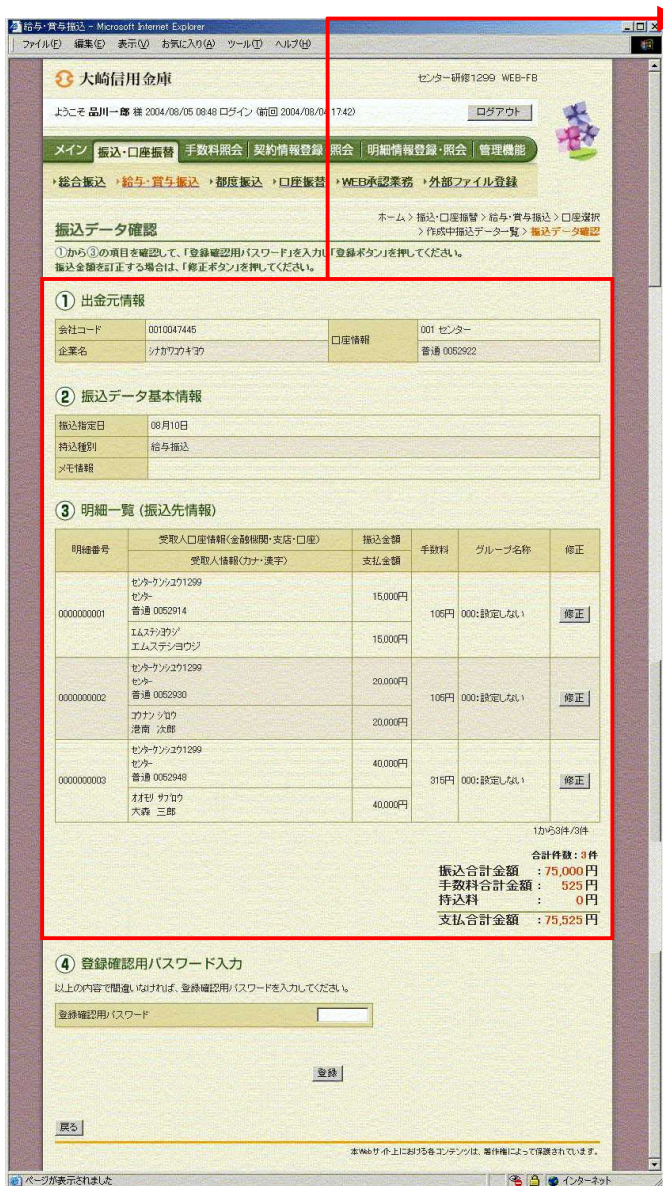 給与・賞与振込 - Microsoft Internet Explorer
ファイル(F) 編集(E) 表示(V) お気に入り(A) ツール(T) ヘルプ(H)
大崎信用金庫
センター研修1299 WEB-FB
ようこそ 品川一郎 様 2004/08/05 08:48 ログイン (前回 2004/08/04 17:42)
ログアウト
メイン 振込・口座振替 手数料照会 契約情報登録・照会 明細情報登録・照会 管理機能
総合振込 給与・賞与振込 都度振込 口座振替 WEB承認業務 外部ファイル登録
ホーム > 振込・口座振替 > 給与・賞与振込 > 口座選択
> 作成中振込データ一覧 > 振込データ確認
振込データ確認
①から③の項目を確認して、「登録確認用パスワード」を入力し「登録ボタン」を押してください。
振込金額を訂正する場合は、「修正ボタン」を押してください。
① 出金元情報
会社コード 0010047445 口座情報 001 センター
企業名 シナガワコウギヨウ 普通 0052922
② 振込データ基本情報
振込指定日 08月10日
持込種別 給与振込
メモ情報
③ 明細一覧 (振込先情報)
明細番号 受取人口座情報(金融機関・支店・口座) 振込金額 手数料 グループ名称 修正
受取人情報(カナ・漢字) 支払金額
センターケンシユウ1299
センター
普通 0052914 15,000円
0000000001 105円 000:設定しない 修正
エムステシヨウジ
エムステショウジ 15,000円
センターケンシユウ1299
センター
普通 0052930 20,000円
0000000002 105円 000:設定しない 修正
コウナン ジロウ
港南 次郎 20,000円
センターケンシユウ1299
センター
普通 0052948 40,000円
0000000003 315円 000:設定しない 修正
オオモリ サブロウ
大森 三郎 40,000円
1から3件/3件
合計件数:3件
振込合計金額 :75,000円
手数料合計金額: 525円
持込料 : 0円
支払合計金額 :75,525円
④ 登録確認用パスワード入力
以上の内容で間違いなければ、登録確認用パスワードを入力してください。
登録確認用パスワード
登録
戻る
本Webサイト上における各コンテンツは、著作権によって保護されています。
ページが表示されました インターネット